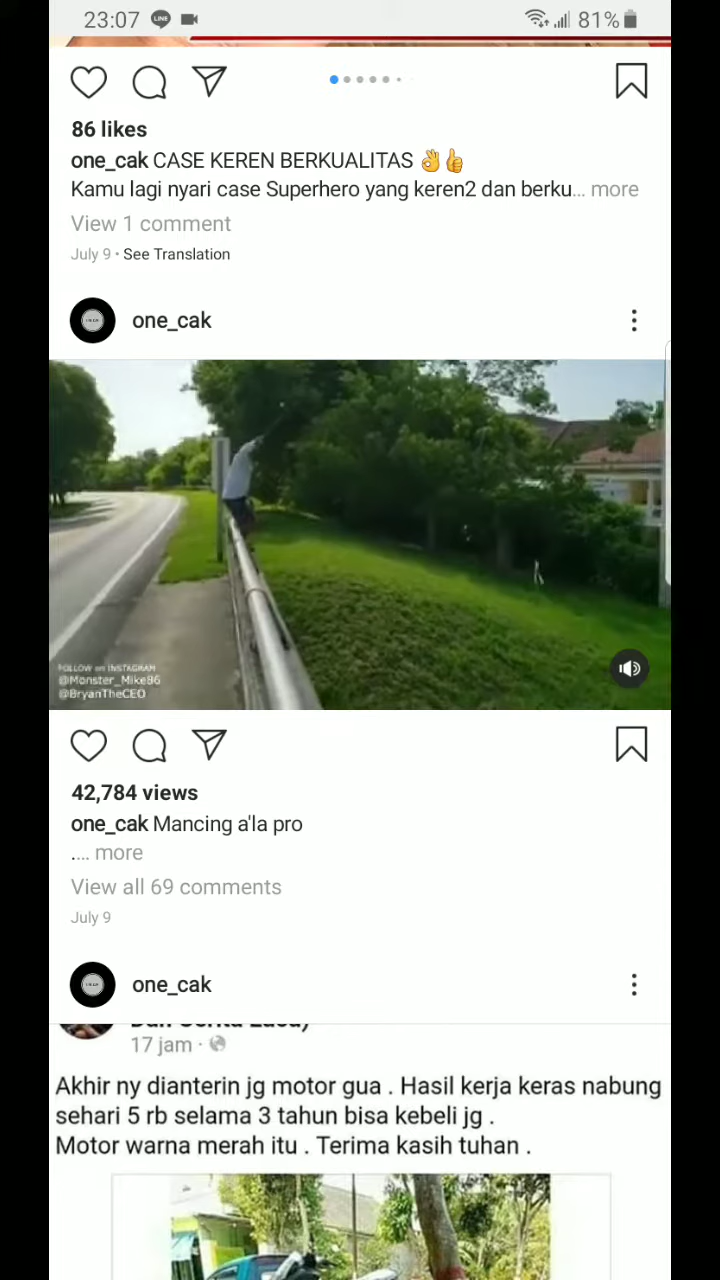 23:07 LINE 81%
86 likes
one_cak CASE KEREN BERKUALITAS 👌👍
Kamu lagi nyari case Superhero yang keren2 dan berku... more
View 1 comment
July 9 • See Translation
one_cak
FOLLOW on INSTAGRAM
@Monster_Mike86
@BryanTheCEO
42,784 views
one_cak Mancing a'la pro
.... more
View all 69 comments
July 9
one_cak
17 jam ·
Akhir ny dianterin jg motor gua . Hasil kerja keras nabung
sehari 5 rb selama 3 tahun bisa kebeli jg .
Motor warna merah itu . Terima kasih tuhan .